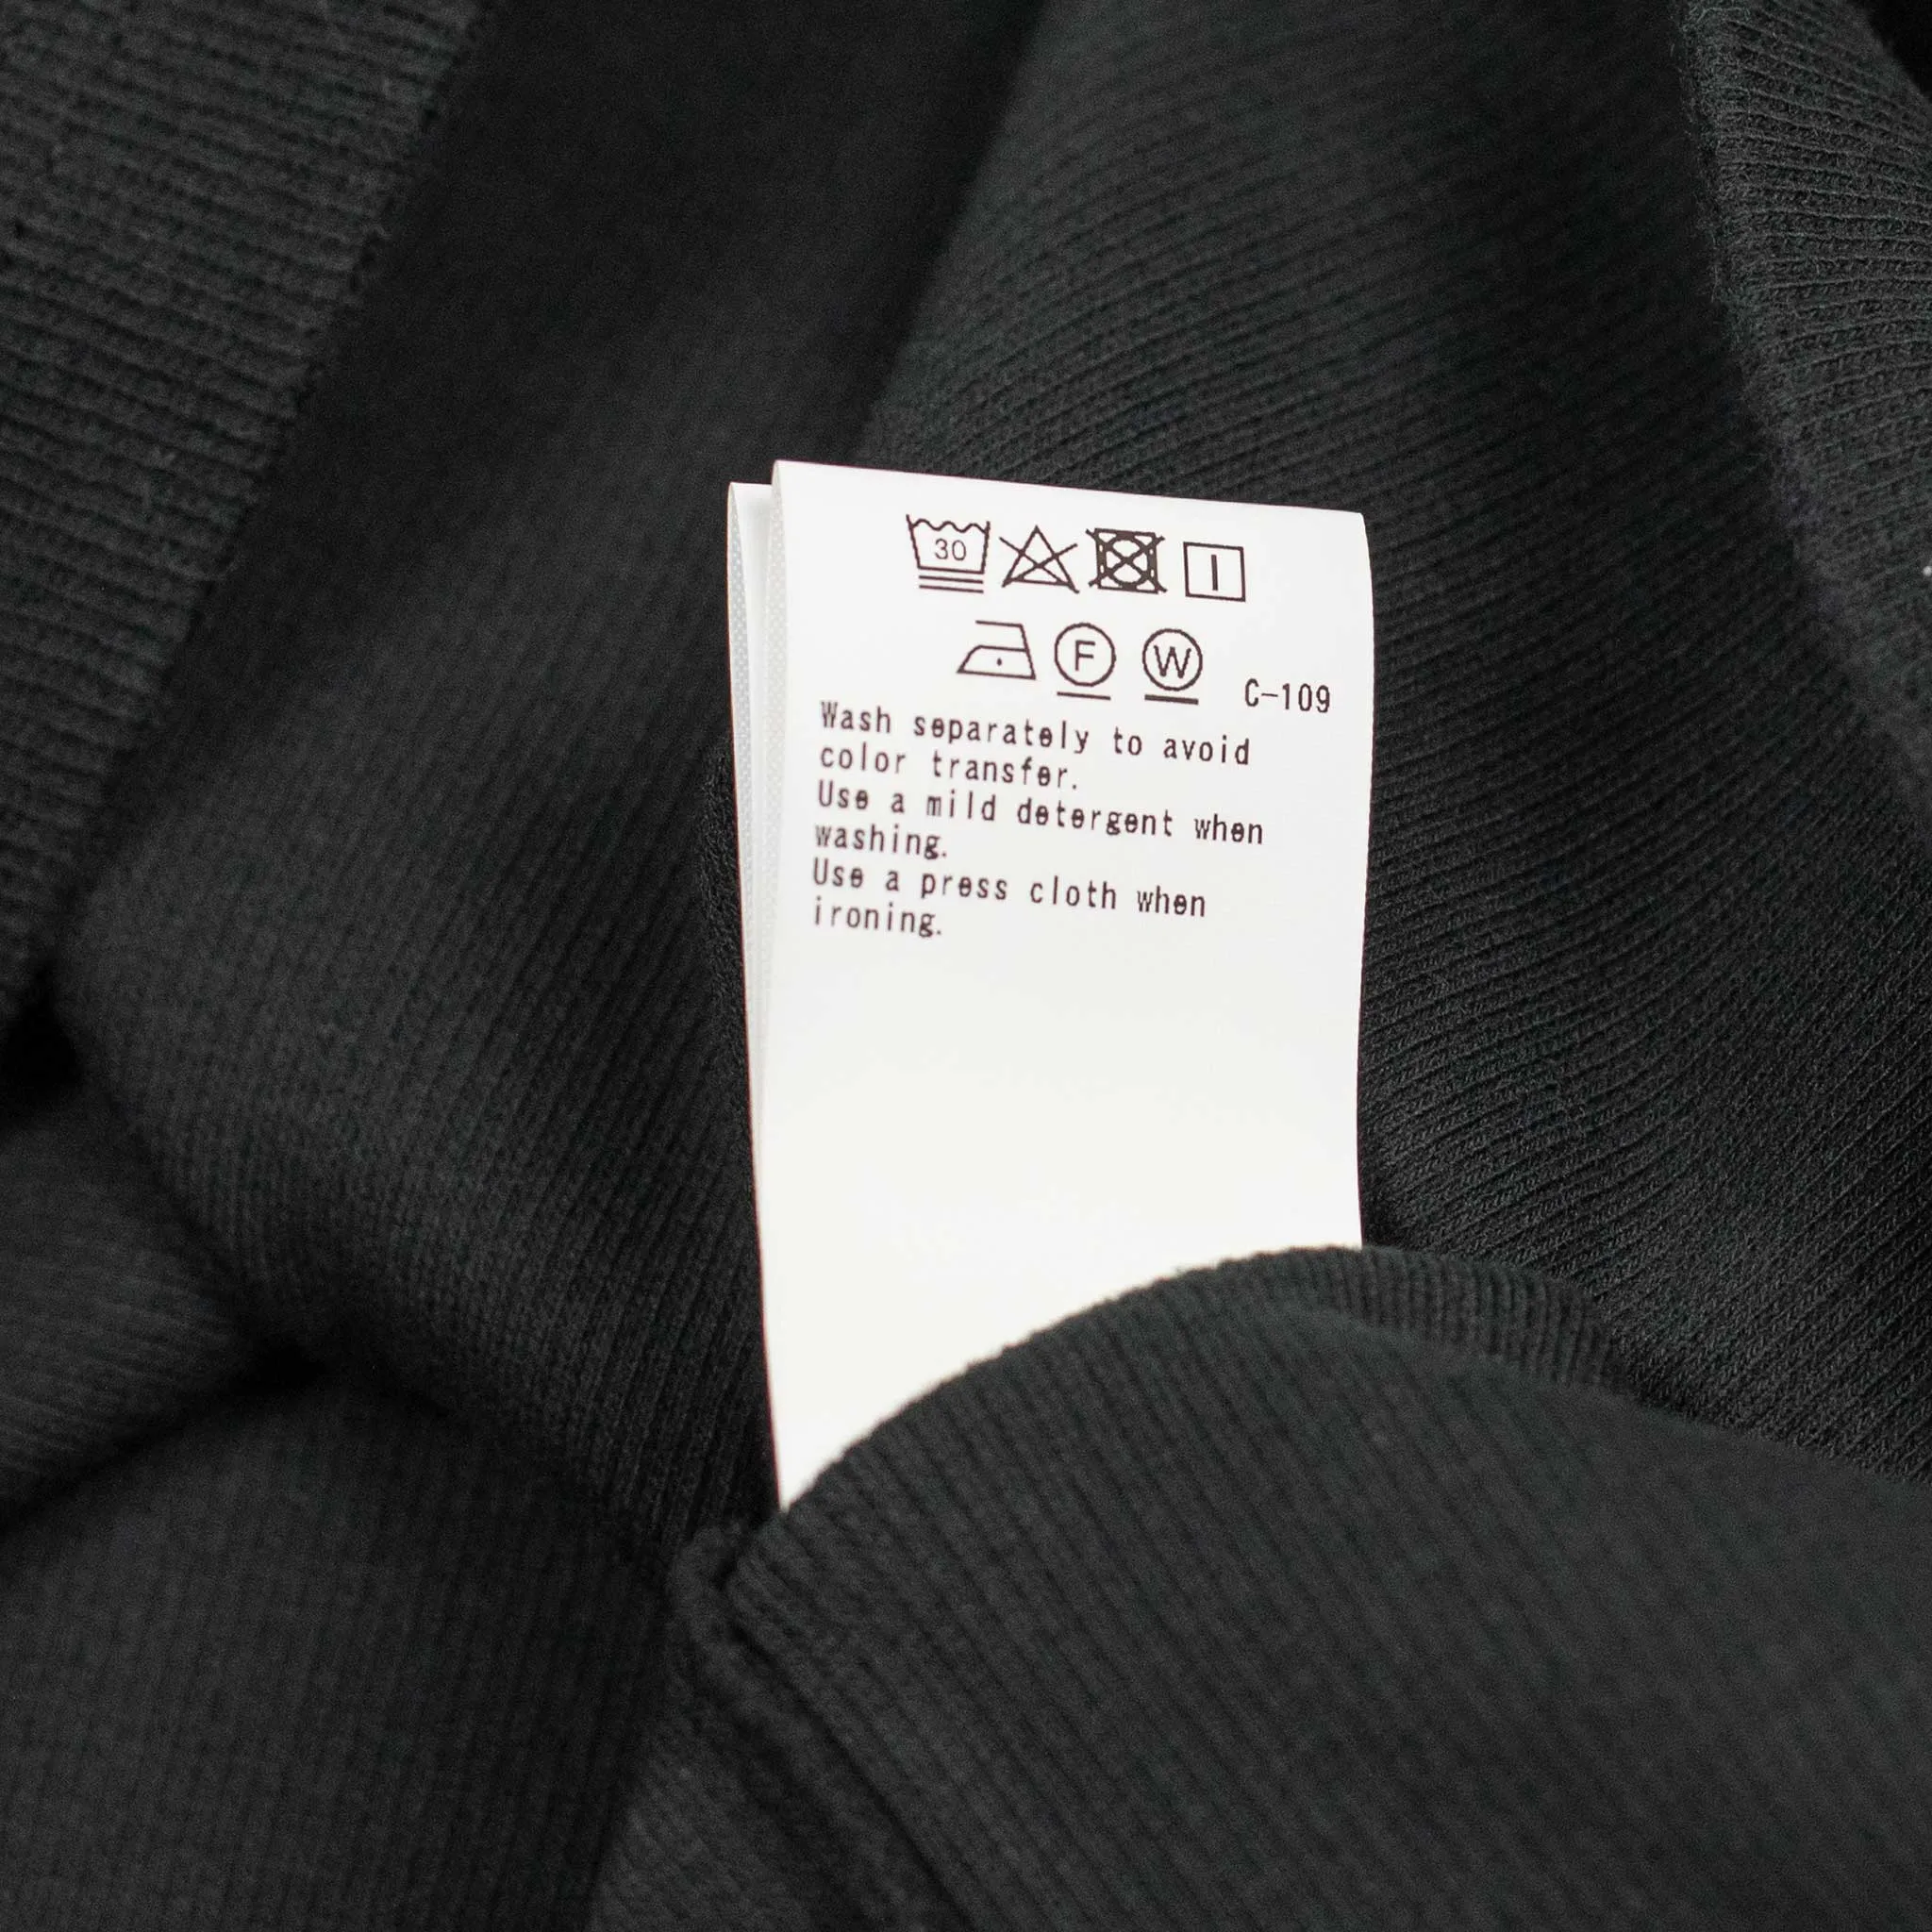 30
F W C-109
Wash separately to avoid
color transfer.
Use a mild detergent when
washing.
Use a press cloth when
ironing.